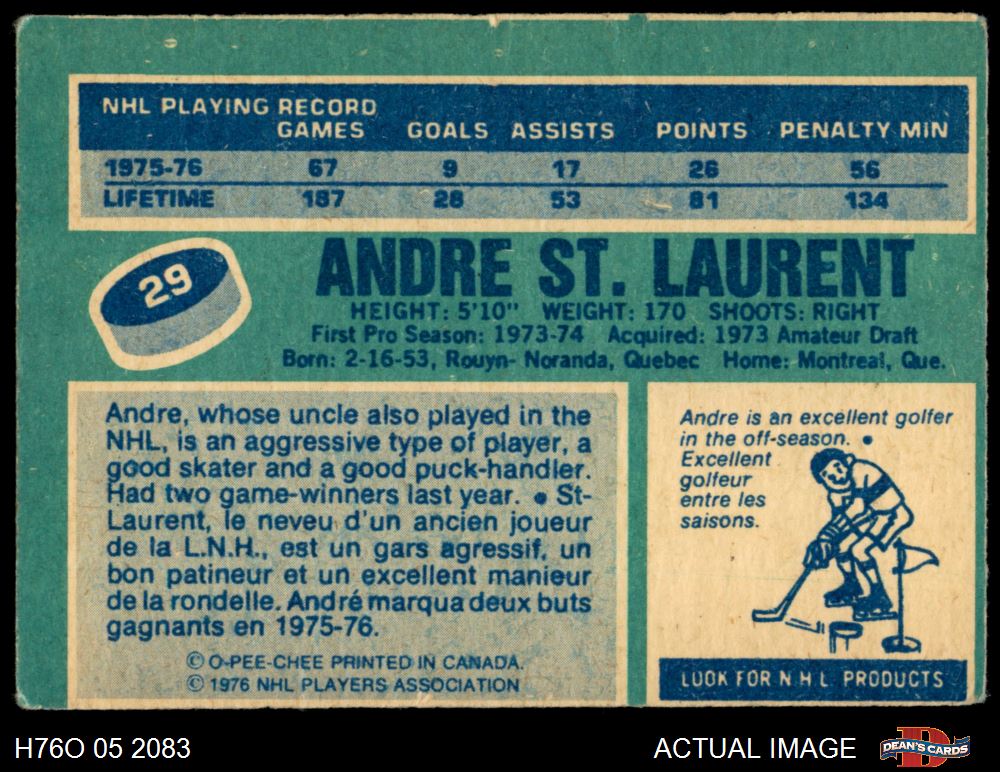 NHL PLAYING RECORD
GAMES GOALS ASSISTS POINTS PENALTY MIN
1975-76 67 9 17 26 56
LIFETIME 187 28 53 81 134
29
ANDRE ST. LAURENT
HEIGHT: 5'10" WEIGHT: 170 SHOOTS: RIGHT
First Pro Season: 1973-74 Acquired: 1973 Amateur Draft
Born: 2-16-53, Rouyn- Noranda, Quebec Home: Montreal, Que.
Andre, whose uncle also played in the
NHL, is an aggressive type of player, a
good skater and a good puck-handler.
Had two game-winners last year. ● St-
Laurent, le neveu d'un ancien joueur
de la L.N.H., est un gars agressif, un
bon patineur et un excellent manieur
de la rondelle. André marqua deux buts
gagnants en 1975-76.
© O-PEE-CHEE PRINTED IN CANADA.
© 1976 NHL PLAYERS ASSOCIATION
Andre is an excellent golfer
in the off-season. ●
Excellent
golfeur
entre les
saisons.
LOOK FOR N H L PRODUCTS
H76O 05 2083
ACTUAL IMAGE
D
DEAN'S CARDS